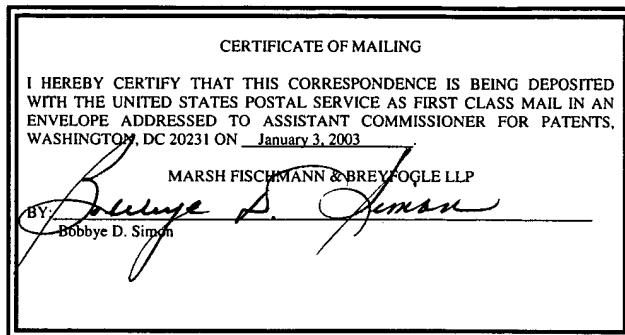 CERTIFICATE OF MAILING
I HEREBY CERTIFY THAT THIS CORRESPONDENCE IS BEING DEPOSITED
WITH THE UNITED STATES POSTAL SERVICE AS FIRST CLASS MAIL IN AN
ENVELOPE ADDRESSED TO ASSISTANT COMMISSIONER FOR PATENTS,
WASHINGTON, DC 20231 ON January 3, 2003.
MARSH FISCHMANN & BREYFOGLE LLP
BY: Bobbye D. Simon
Bobbye D. Simon